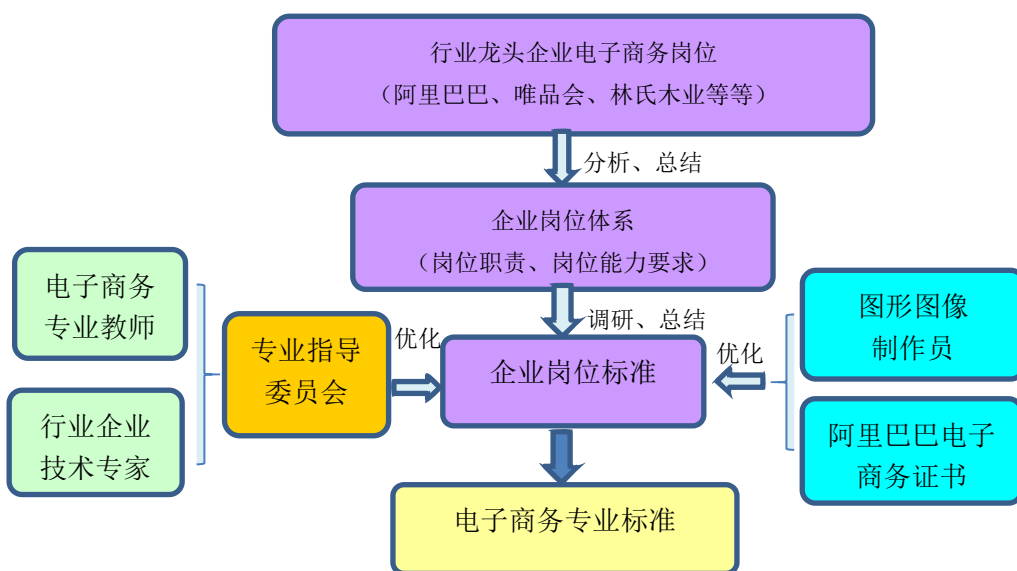 行业龙头企业电子商务岗位
（阿里巴巴、唯品会、林氏木业等等）
分析、总结
企业岗位体系
（岗位职责、岗位能力要求）
调研、总结
电子商务
专业教师
行业企业
技术专家
专业指导
委员会
优化
企业岗位标准
优化
图形图像
制作员
阿里巴巴电子
商务证书
电子商务专业标准